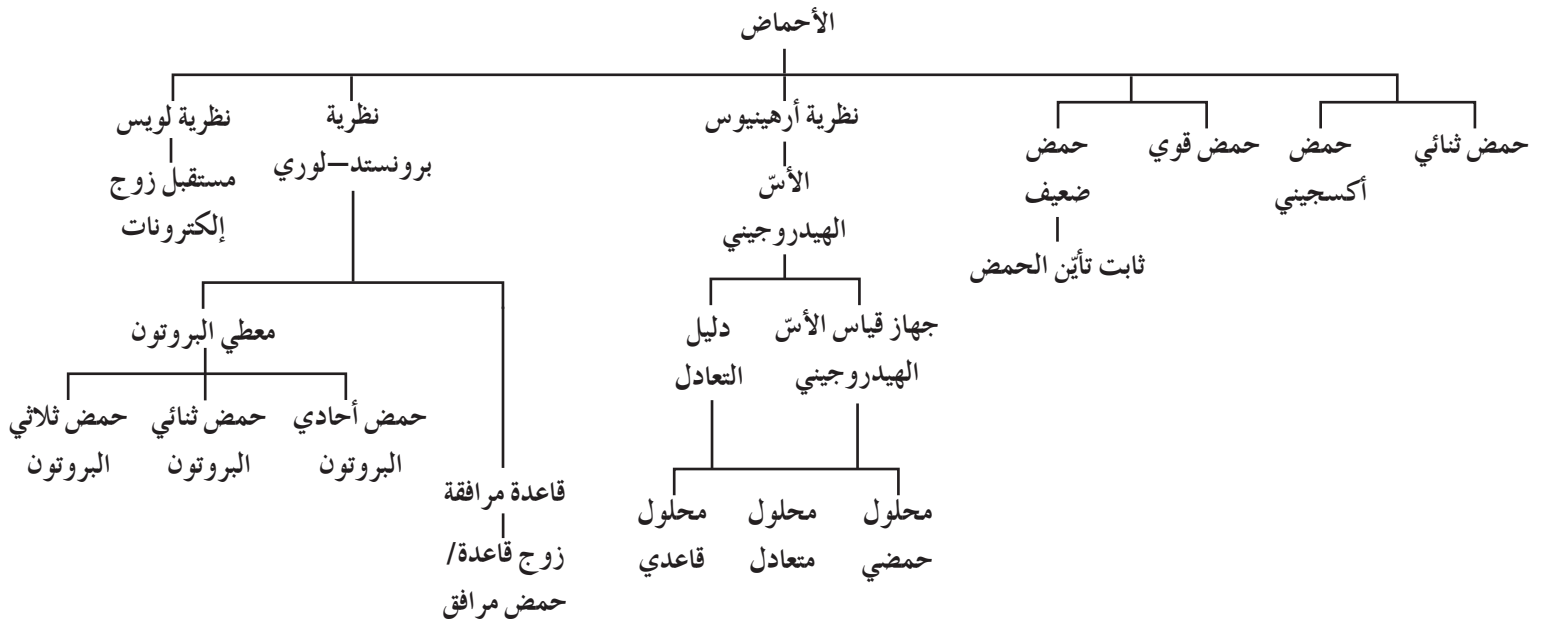 الأحماض
حمض ثنائي
حمض
أكسجيني
حمض قوي
حمض
ضعيف
ثابت تأيّن الحمض
نظرية أرهينيوس
الأسّ
الهيدروجيني
جهاز قياس الأسّ
الهيدروجيني
دليل
التعادل
محلول
حمضي
محلول
متعادل
محلول
قاعدي
نظرية
برونستد–لوري
قاعدة مرافقة
زوج قاعدة/
حمض مرافق
معطي البروتون
حمض أحادي
البروتون
حمض ثنائي
البروتون
حمض ثلاثي
البروتون
نظرية لويس
مستقبل زوج
إلكترونات